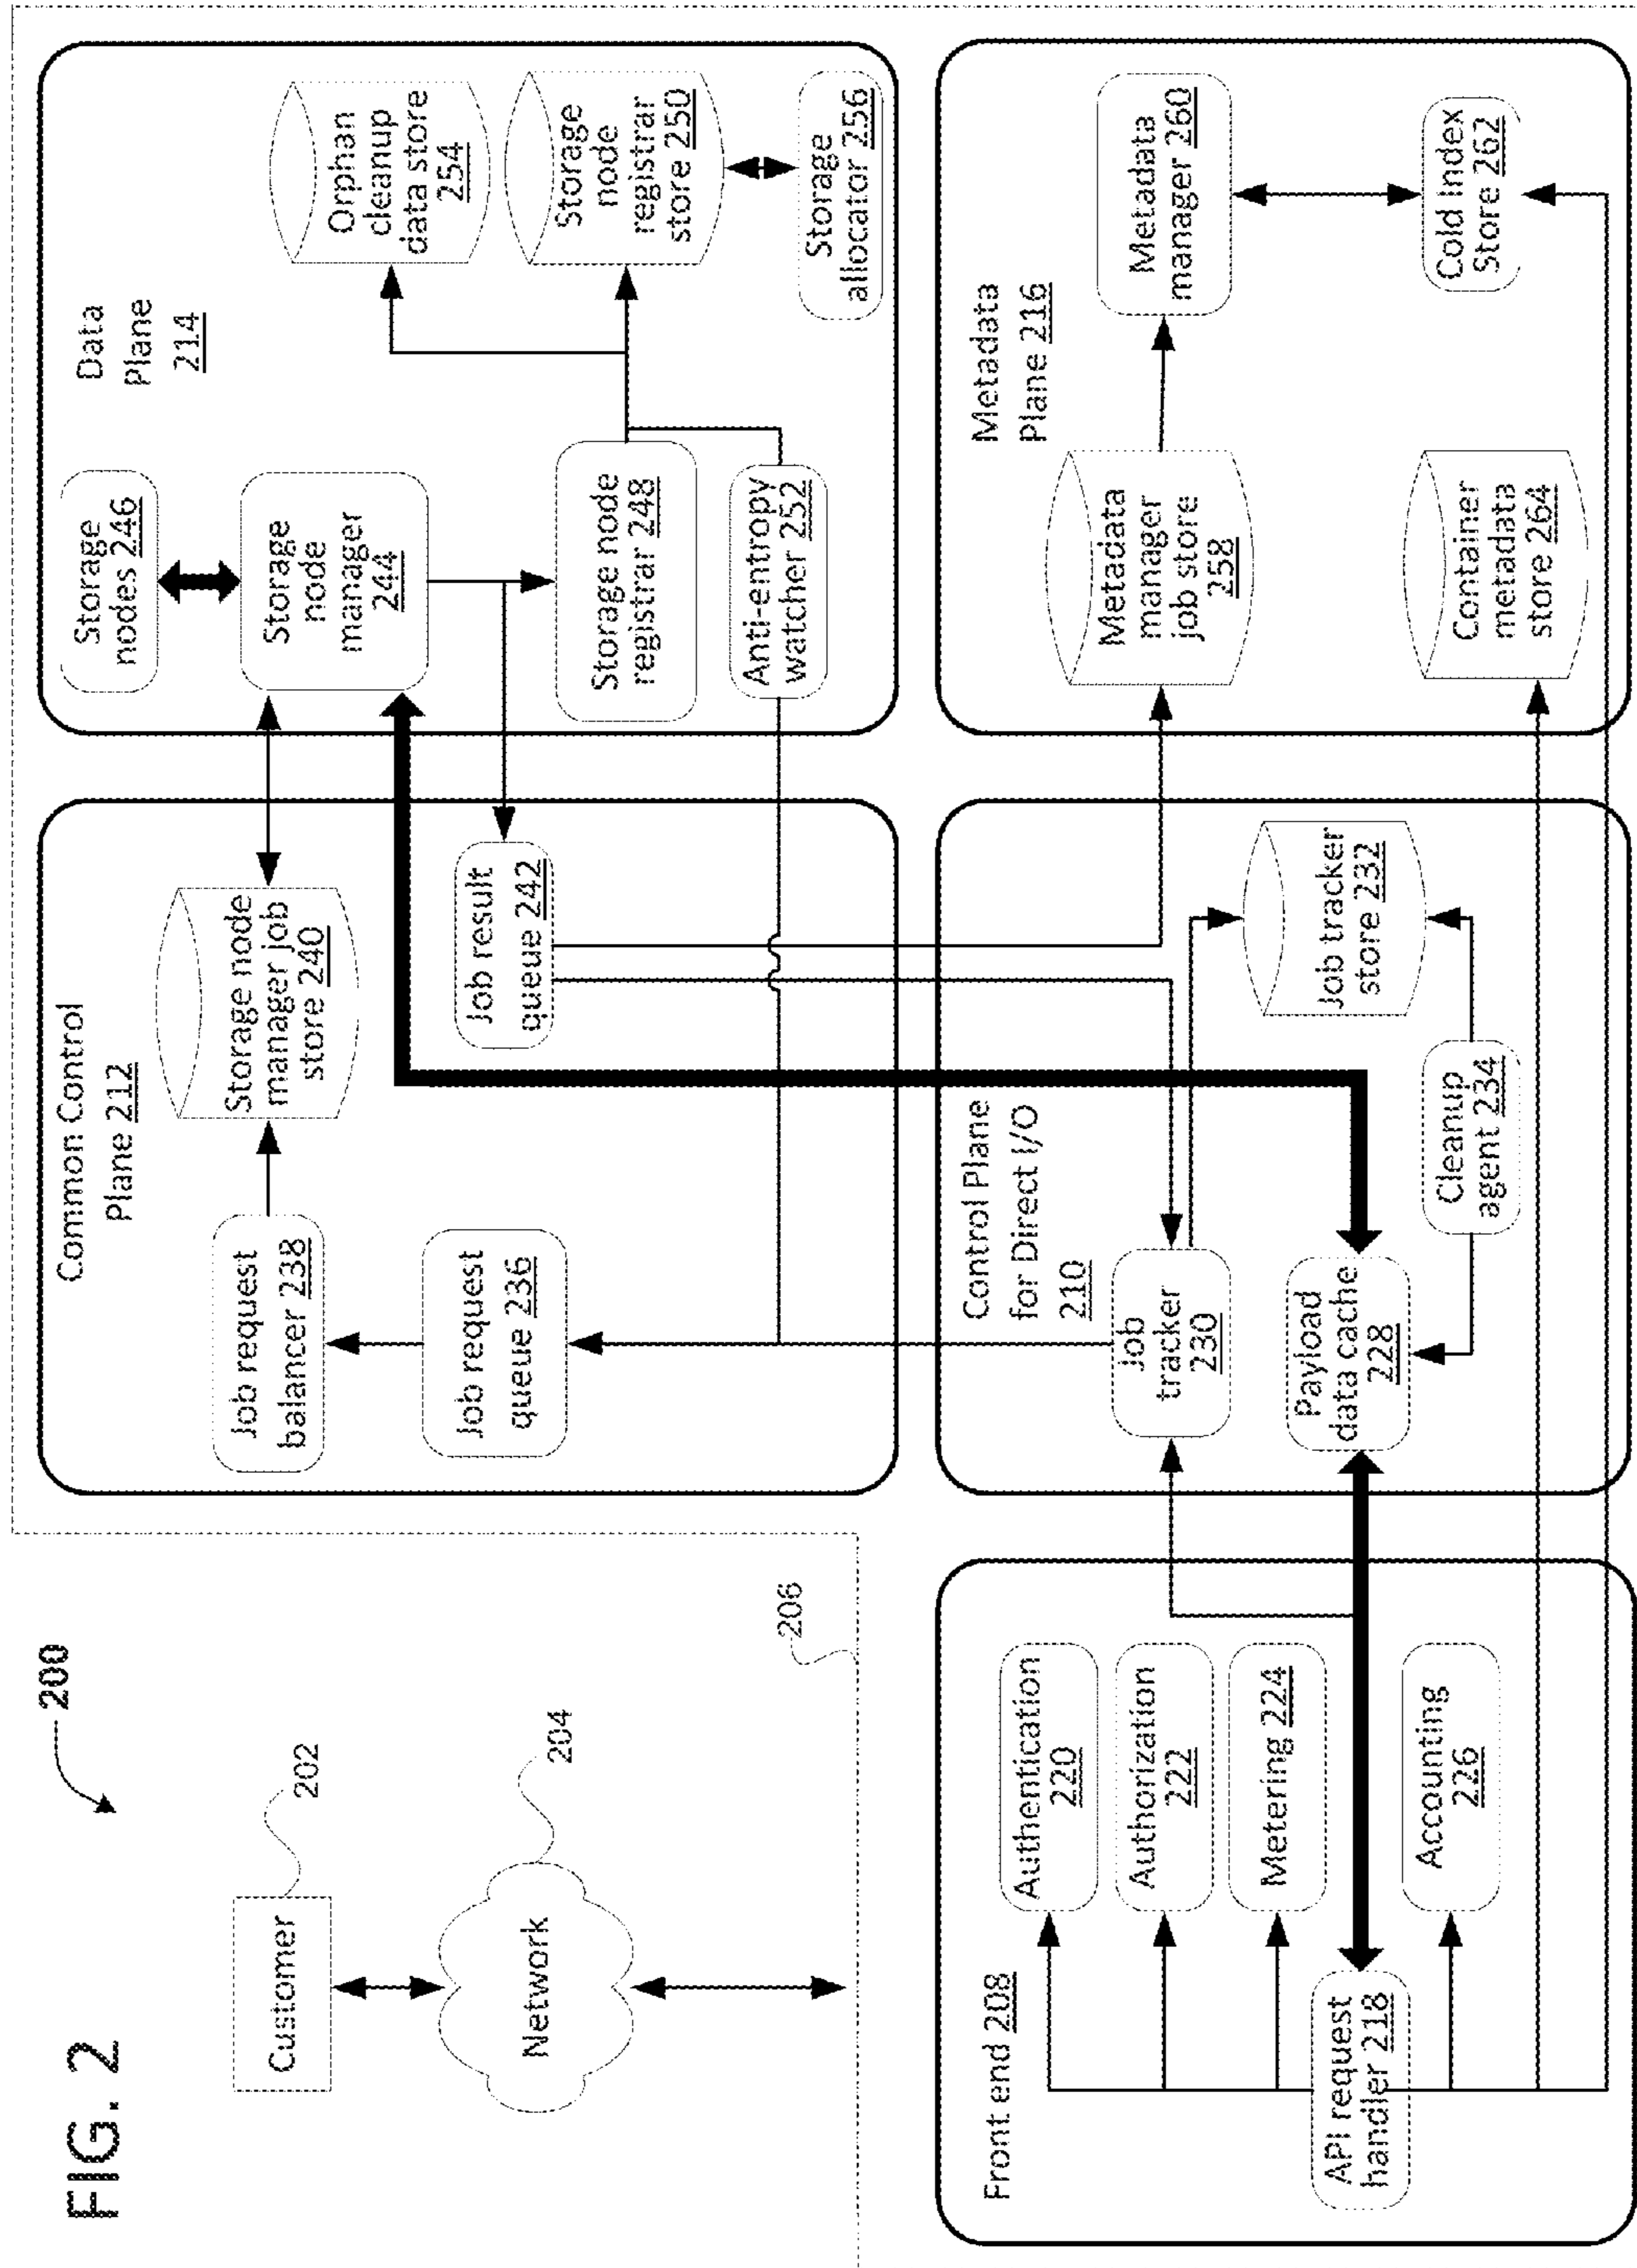 FIG. 2
200
Customer
202
Network
204
206
Common Control
Plane 212
Job request
balancer 238
Job request
queue 236
Storage node
manager job
store 240
Job result
queue 242
Data
Plane
214
Storage
nodes 246
Storage
node
manager
244
Storage node
registrar 248
Anti-entropy
watcher 252
Orphan
cleanup
data store
254
Storage
node
registrar
store 250
Storage
allocator 256
Front end 208
API request
handler 218
Authentication
220
Authorization
222
Metering 224
Accounting
226
Control Plane
for Direct I/O
210
Job
tracker
230
Payload
data cache
228
Cleanup
agent 234
Job tracker
store 232
Metadata
Plane 216
Metadata
manager
job store
258
Metadata
manager 260
Container
metadata
store 264
Cold Index
Store 262